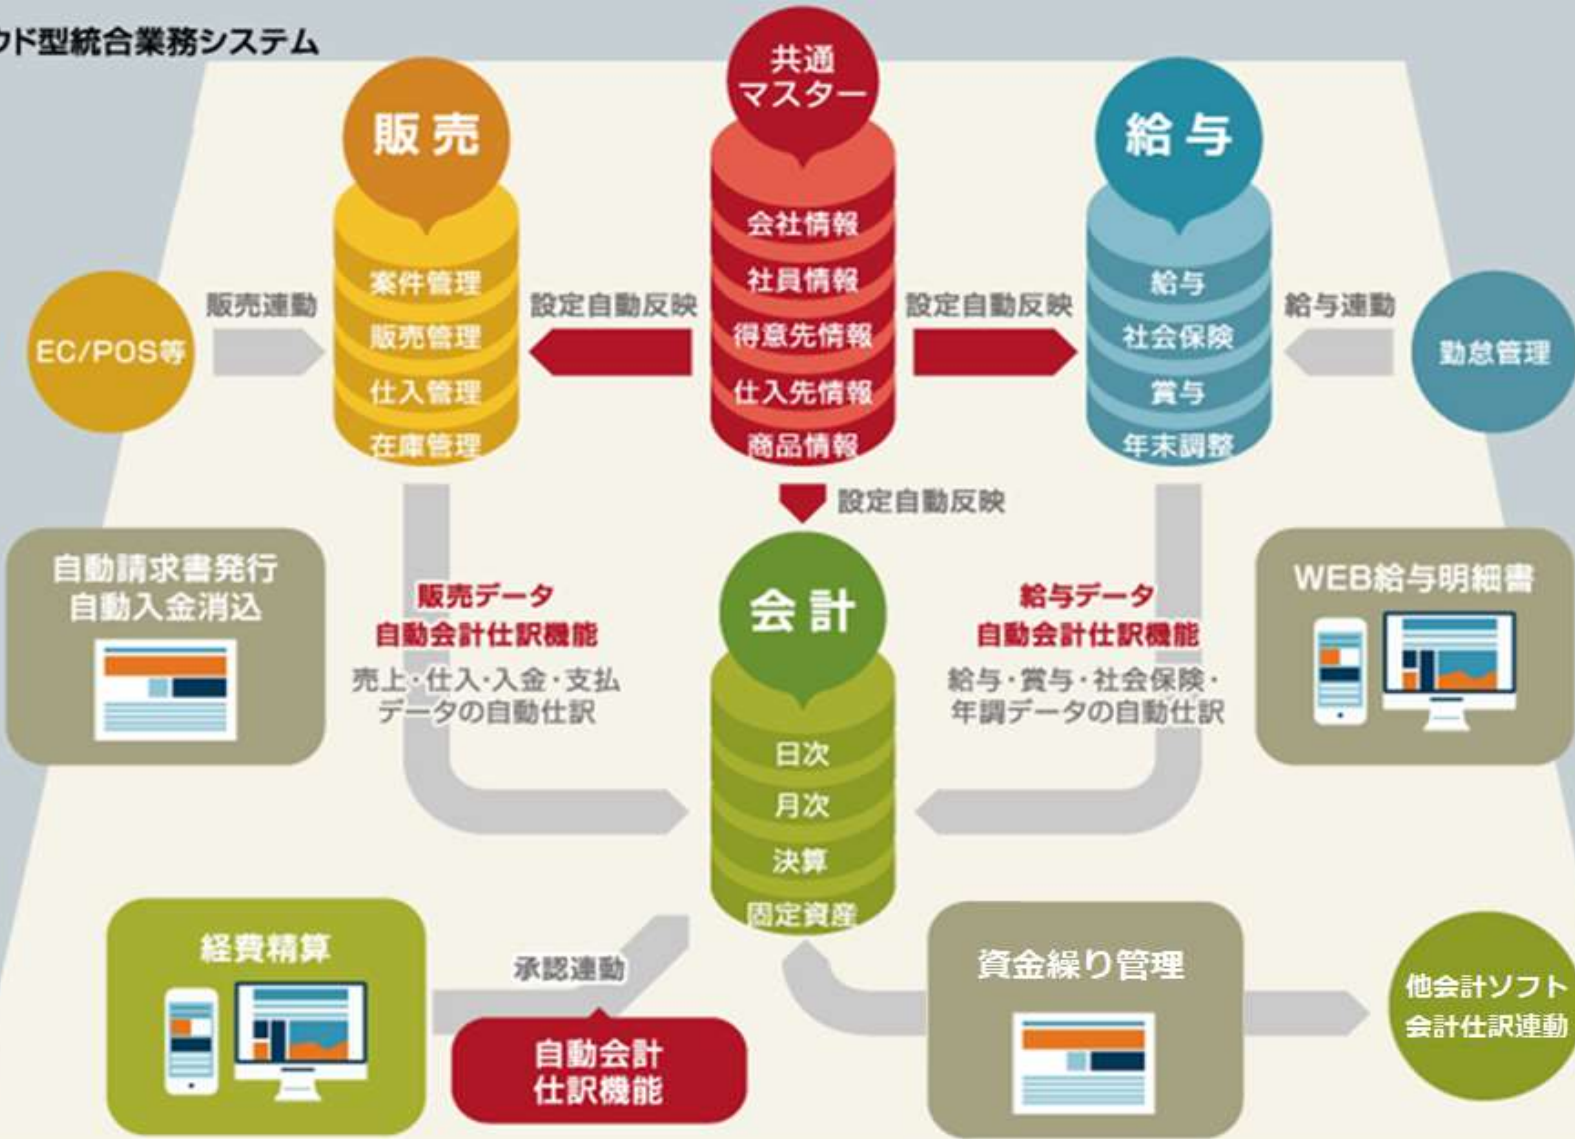 ウド型統合業務システム
共通
マスター
販売
給与
会社情報
社員情報
得意先情報
仕入先情報
商品情報
案件管理
販売管理
仕入管理
在庫管理
給与
社会保険
賞与
年末調整
EC/POS等
販売連動
設定自動反映
設定自動反映
給与連動
勤怠管理
設定自動反映
自動請求書発行
自動入金消込
販売データ
自動会計仕訳機能
売上・仕入・入金・支払
データの自動仕訳
会計
給与データ
自動会計仕訳機能
給与・賞与・社会保険・
年調データの自動仕訳
WEB給与明細書
日次
月次
決算
固定資産
経費精算
承認連動
自動会計
仕訳機能
資金繰り管理
他会計ソフト
会計仕訳連動